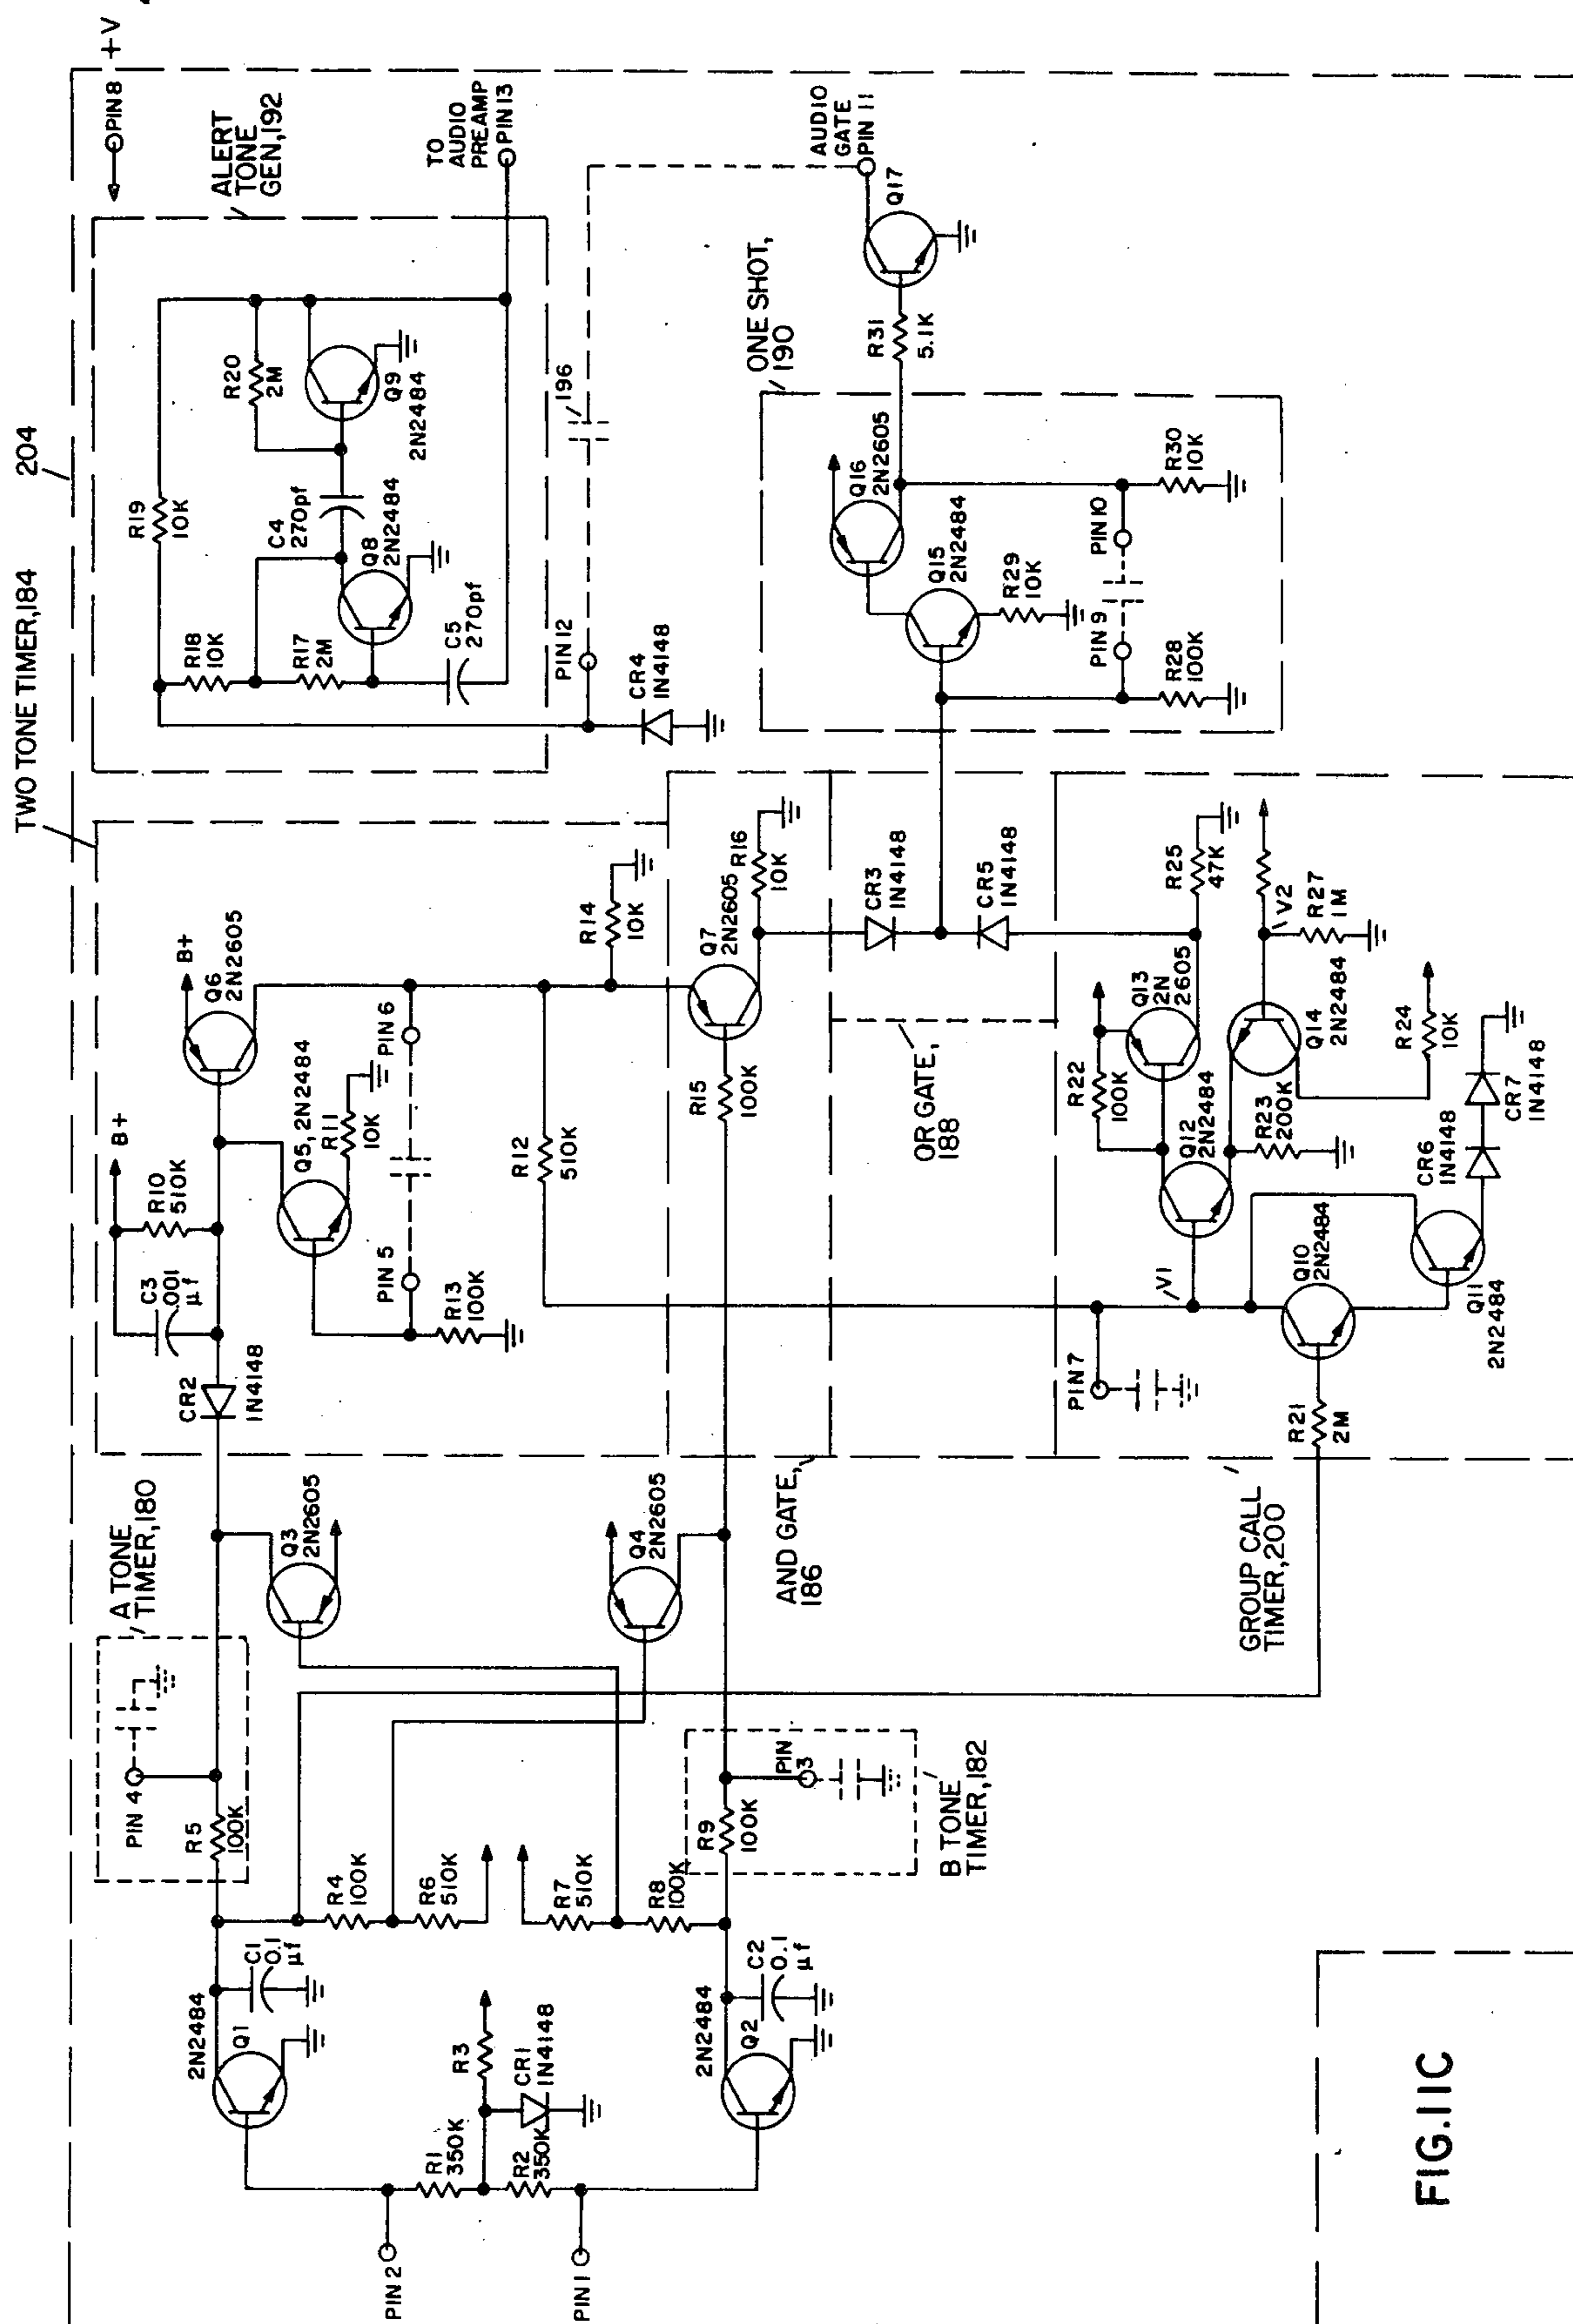 204
+V
PIN8
TWO TONE TIMER,184
ALERT
TONE
GEN,192
TO
AUDIO
PREAMP
PIN13
R19
10K
R20
2M
Q9
2N2484
C4
270pf
Q8
2N2484
R18
10K
R17
2M
C5
270pf
PIN12
196
CR4
1N4148
AUDIO
GATE
PIN 11
Q17
R31
5.1K
ONE SHOT,
190
Q16
2N2605
Q15
2N2484
R29
10K
PIN10
PIN 9
R30
10K
R28
100K
B+
Q6
2N2605
B+
R10
510K
C3
.001
µf
CR2
1N4148
Q5, 2N2484
R11
10K
PIN 6
PIN 5
R13
100K
R12
510K
R14
10K
Q7
2N2605
R16
10K
R15
100K
CR3
1N4148
CR5
1N4148
OR GATE,
188
R25
47K
Q13
2N
2605
R22
100K
Q12
2N2484
R23
200K
V2
R27
1M
Q14
2N2484
R24
10K
CR6
1N4148
CR7
1N4148
V1
PIN7
Q10
2N2484
Q11
2N2484
R21
2M
A TONE
TIMER,180
PIN 4
R5
100K
Q3
2N2605
Q4
2N2605
AND GATE,
186
GROUP CALL
TIMER,200
R4
100K
R6
510K
R7
510K
R8
100K
R9
100K
PIN
3
B TONE
TIMER,182
2N2484
Q1
C1
0.1
µf
R3
CR1
1N4148
R1
350K
R2
350K
2N2484
Q2
C2
0.1
µf
PIN 2
PIN 1
FIG.11C